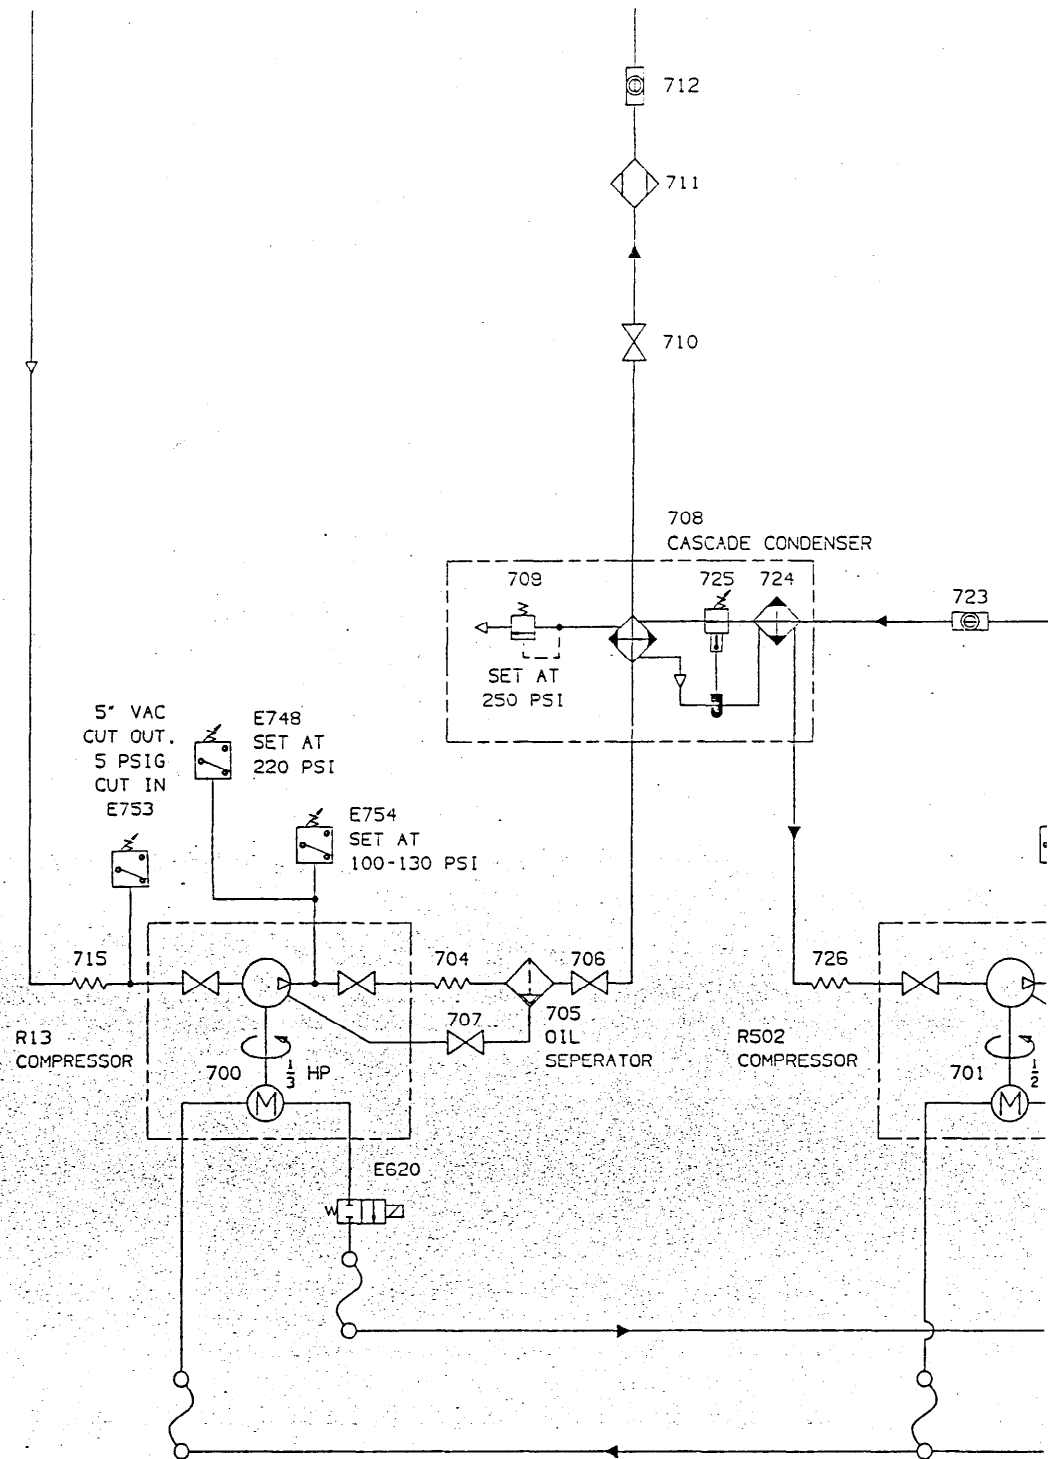 712
711
710
708
CASCADE CONDENSER
709
725
724
723
SET AT
250 PSI
5" VAC
CUT OUT.
5 PSIG
CUT IN
E753
E748
SET AT
220 PSI
E754
SET AT
100-130 PSI
715
704
706
726
707
705
OIL
SEPERATOR
R13
COMPRESSOR
R502
COMPRESSOR
700
1/3 HP
M
701
1/2
M
E620
W